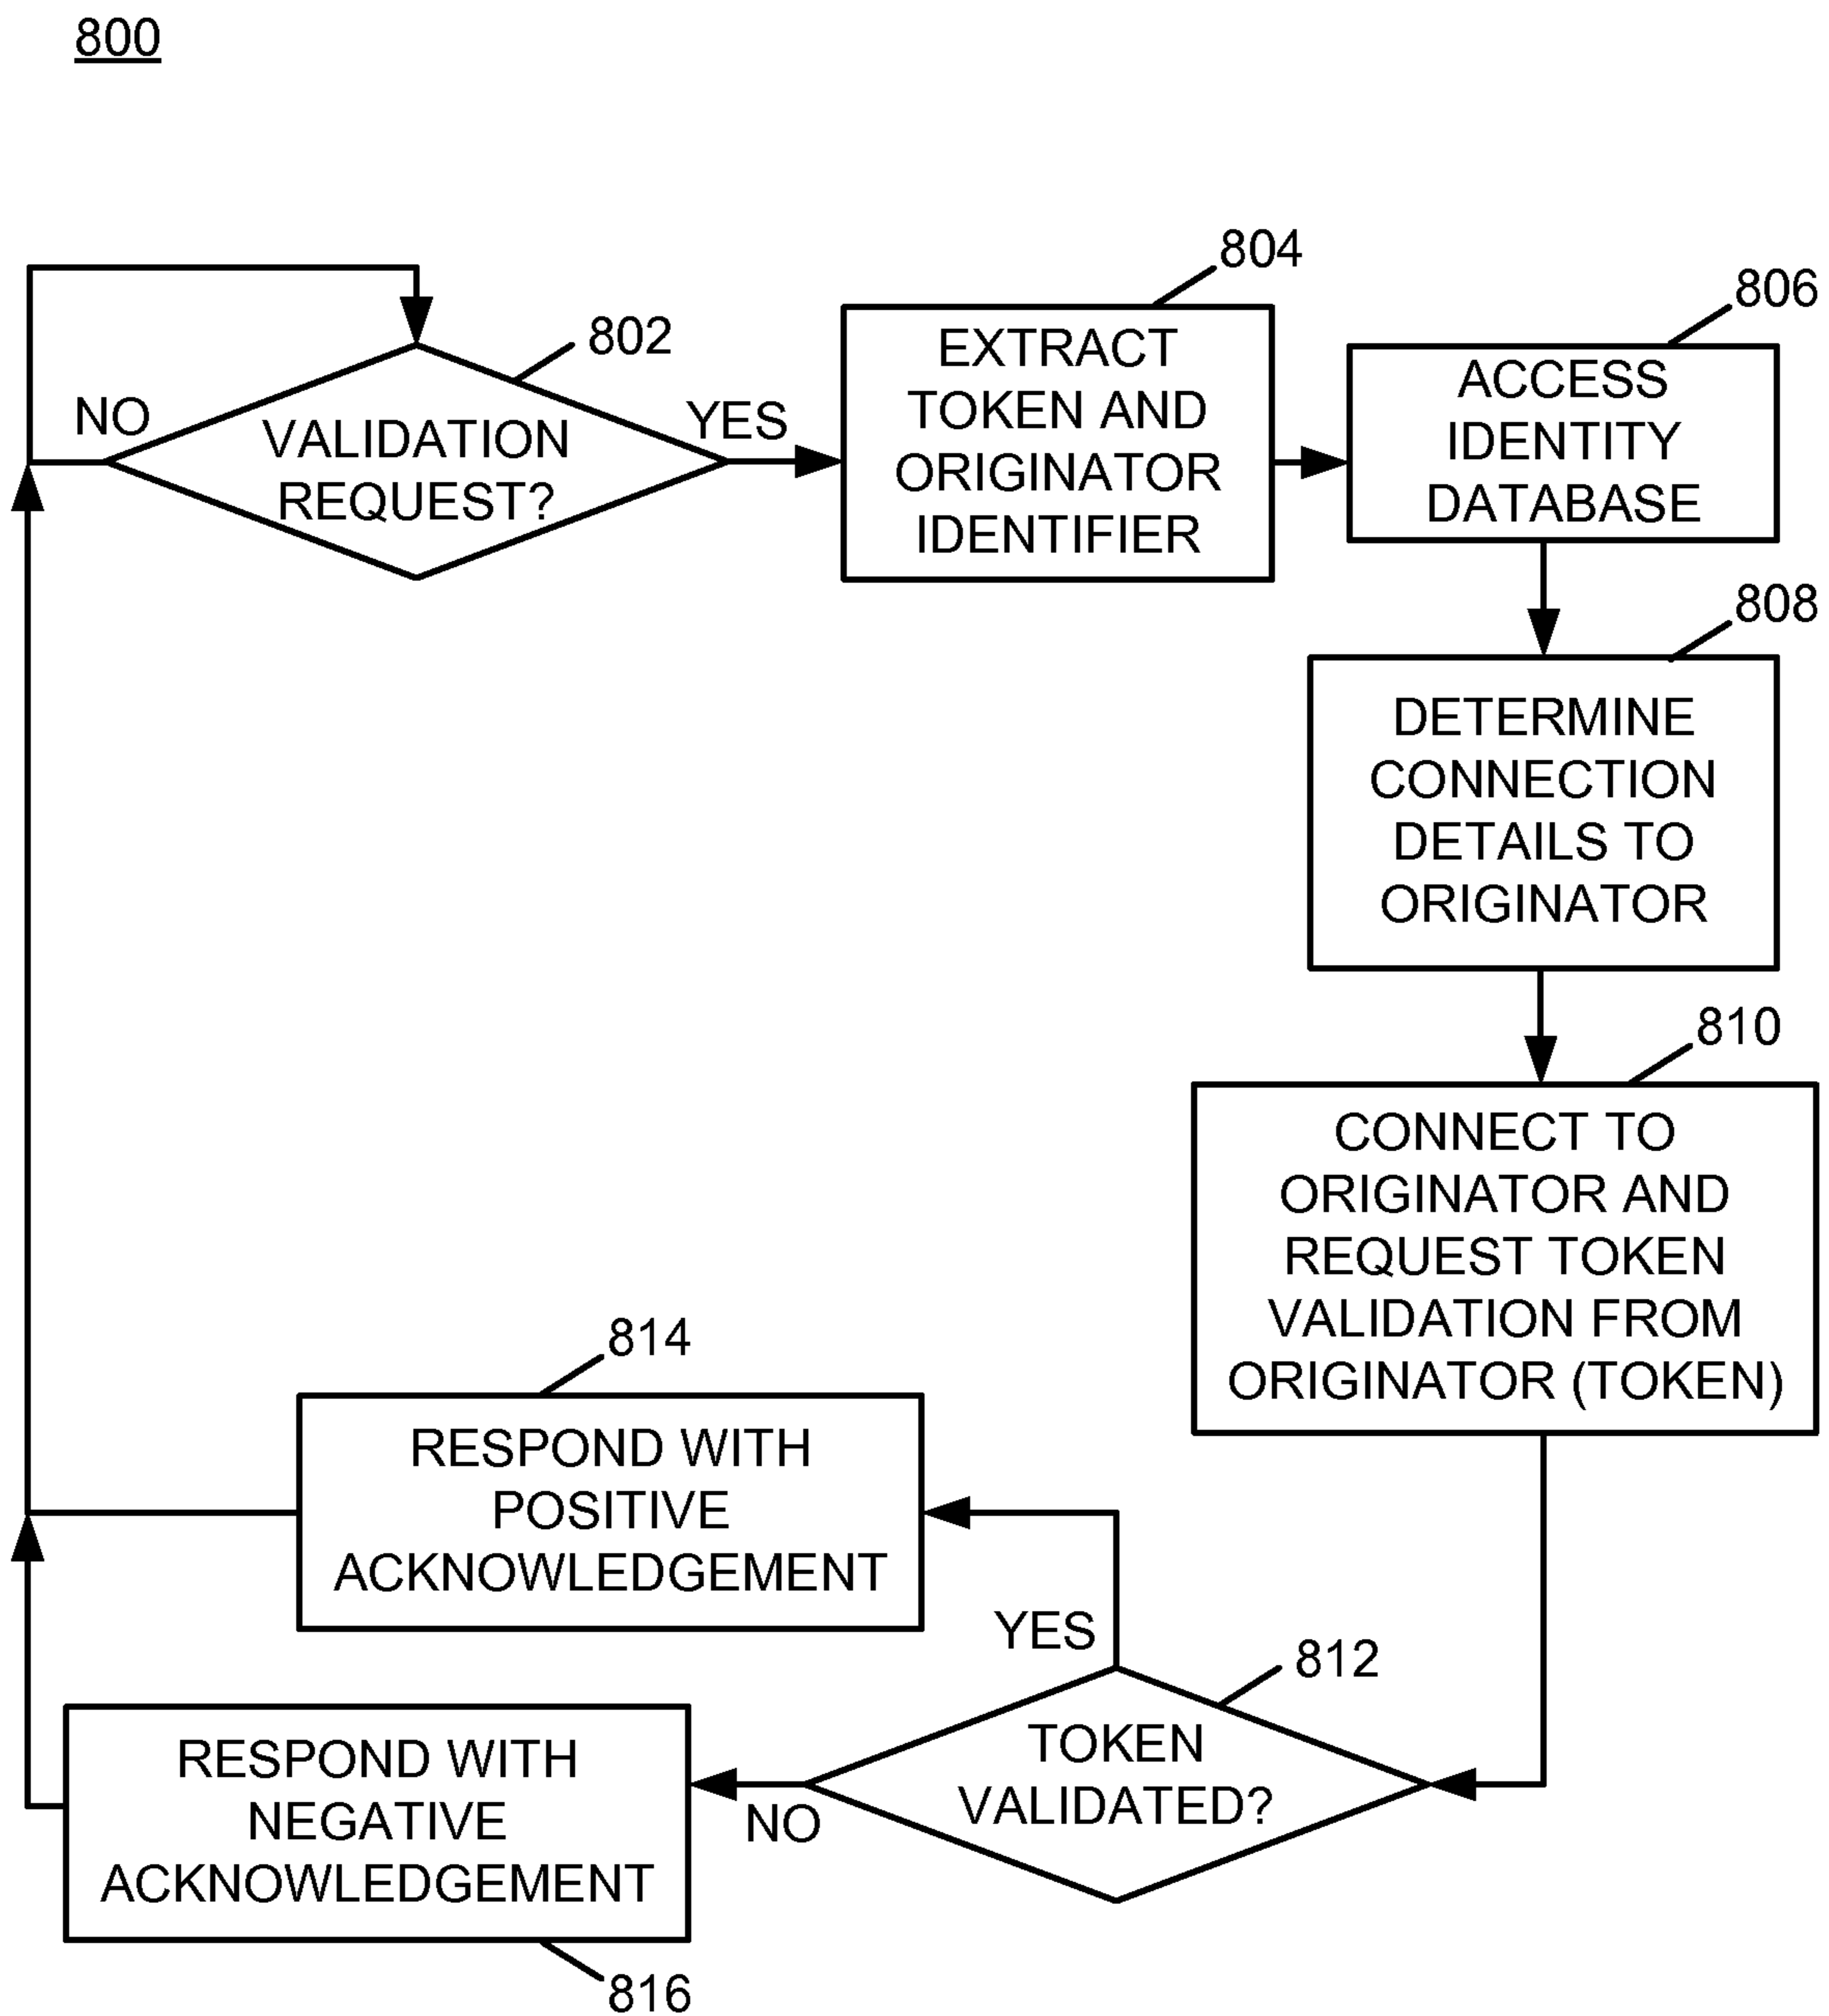 800
802
VALIDATION
REQUEST?
NO
YES
804
EXTRACT
TOKEN AND
ORIGINATOR
IDENTIFIER
806
ACCESS
IDENTITY
DATABASE
808
DETERMINE
CONNECTION
DETAILS TO
ORIGINATOR
810
CONNECT TO
ORIGINATOR AND
REQUEST TOKEN
VALIDATION FROM
ORIGINATOR (TOKEN)
812
TOKEN
VALIDATED?
YES
NO
814
RESPOND WITH
POSITIVE
ACKNOWLEDGEMENT
RESPOND WITH
NEGATIVE
ACKNOWLEDGEMENT
816